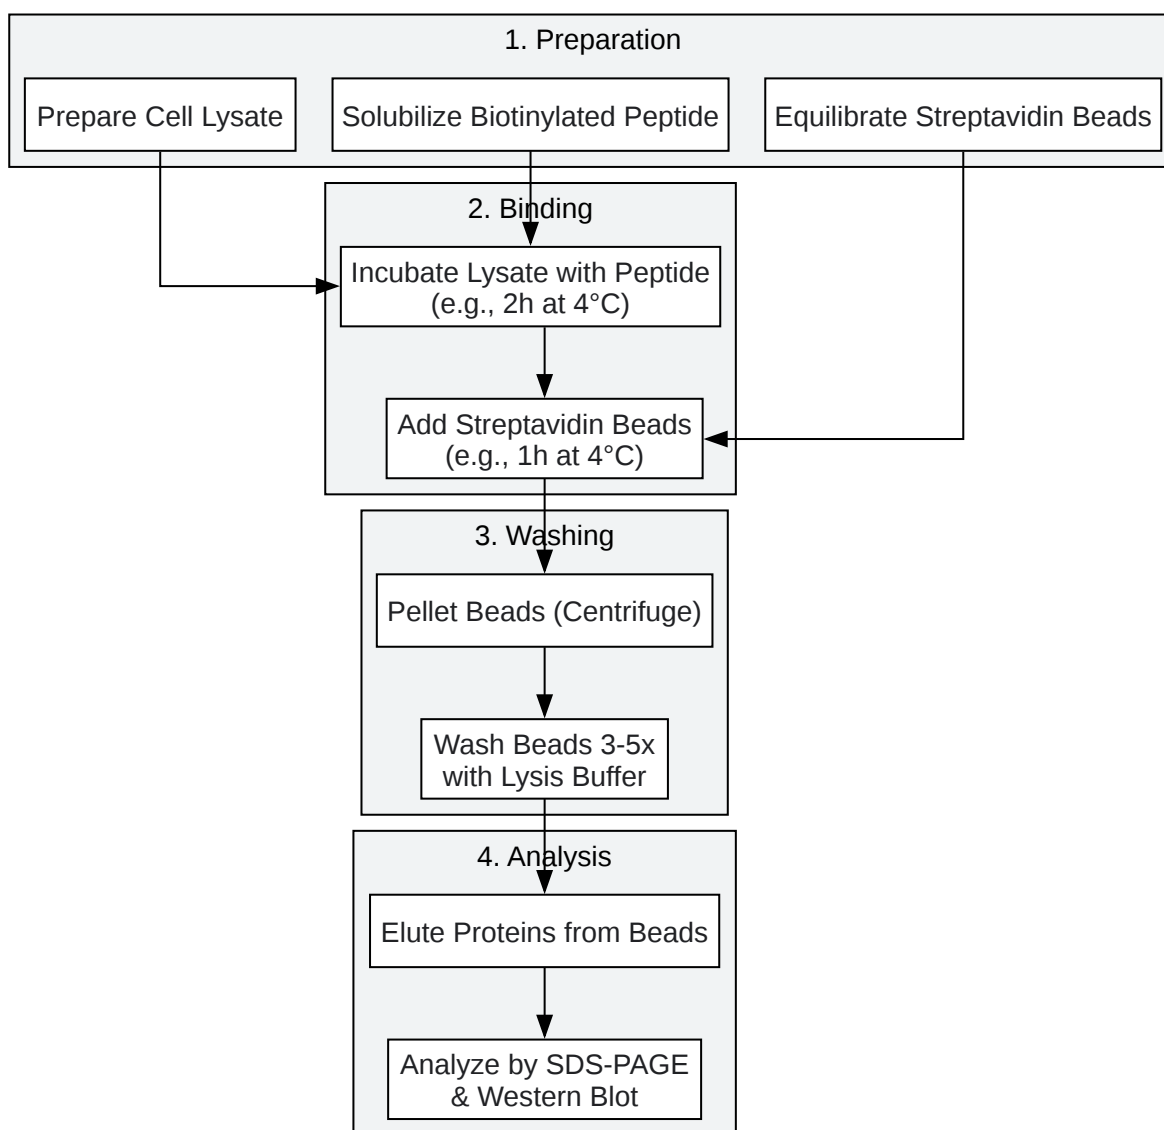 1. Preparation
Prepare Cell Lysate
Solubilize Biotinylated Peptide
Equilibrate Streptavidin Beads
2. Binding
Incubate Lysate with Peptide
(e.g., 2h at 4°C)
Add Streptavidin Beads
(e.g., 1h at 4°C)
3. Washing
Pellet Beads (Centrifuge)
Wash Beads 3-5x
with Lysis Buffer
4. Analysis
Elute Proteins from Beads
Analyze by SDS-PAGE
& Western Blot